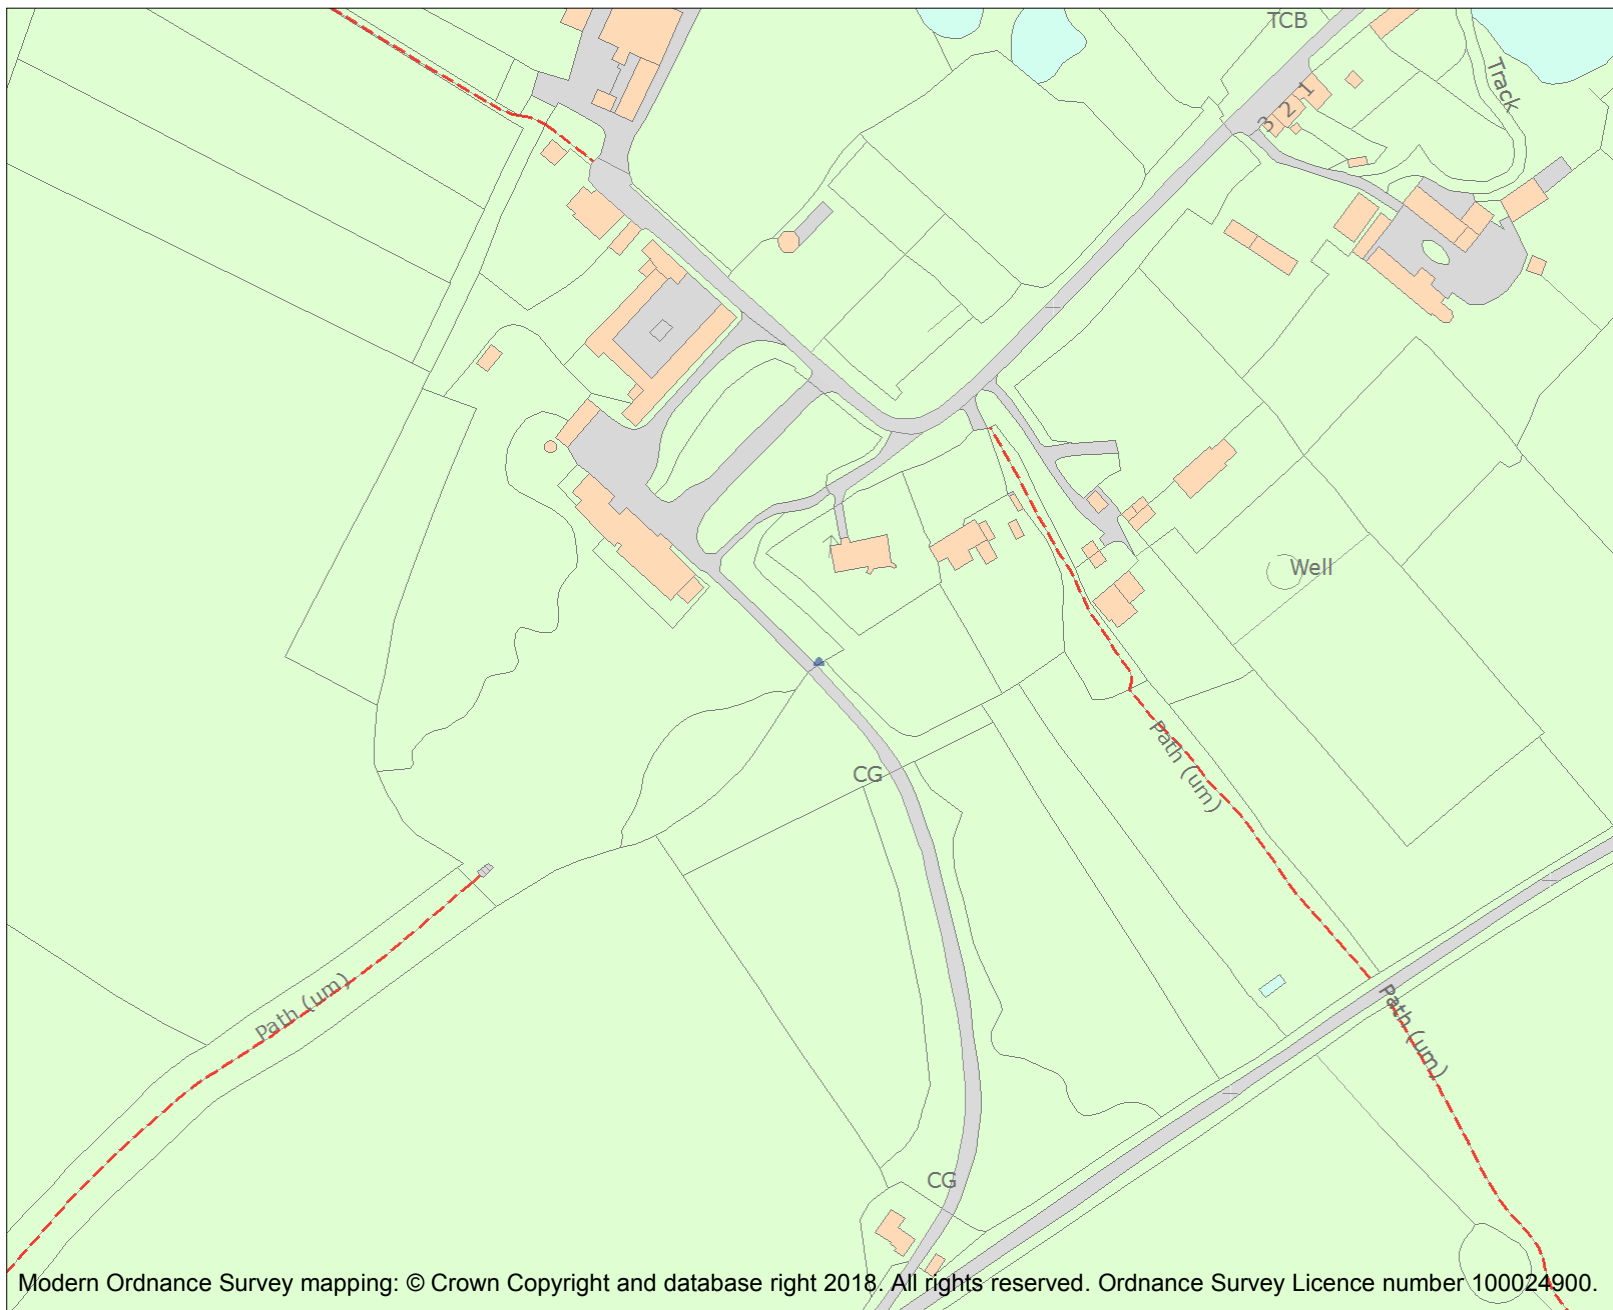 TCB
Track
1
2
3
Well
Path (um)
CG
Path (um)
Path (um)
CG
Modern Ordnance Survey mapping: © Crown Copyright and database right 2018. All rights reserved. Ordnance Survey Licence number 100024900.